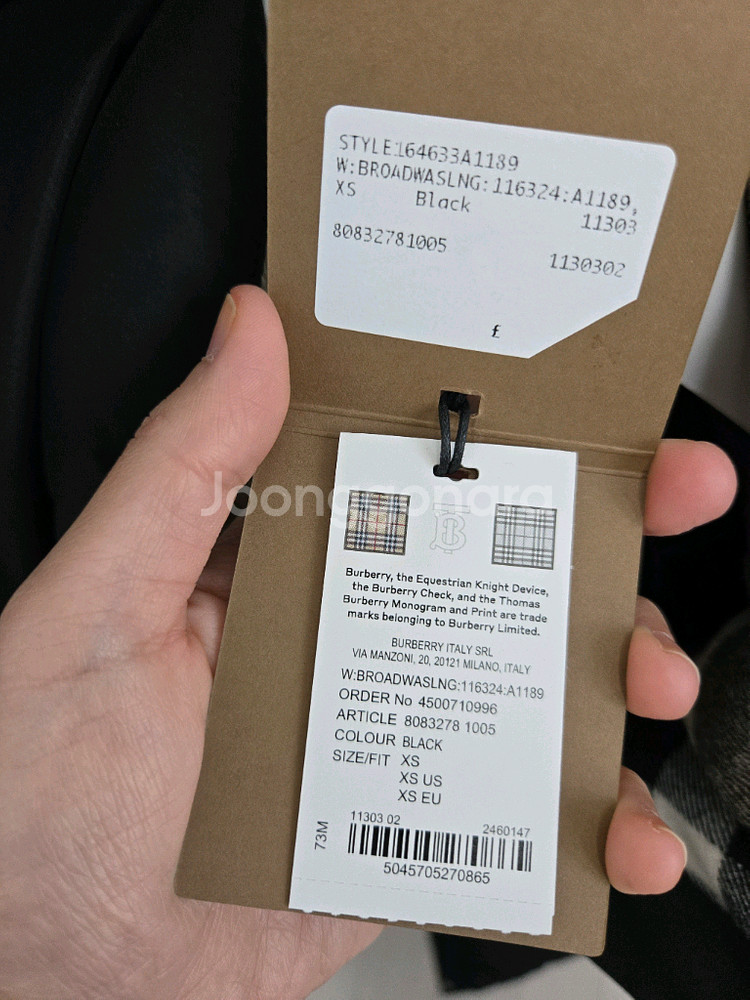 STYLE:164633A1189
W:BROADWASLNG:116324:A1189,
XS Black 11303
80832781005
1130302
£
Joonggonara
Burberry, the Equestrian Knight Device,
the Burberry Check, and the Thomas
Burberry Monogram and Print are trade
marks belonging to Burberry Limited.
BURBERRY ITALY SRL
VIA MANZONI, 20, 20121 MILANO, ITALY
W:BROADWASLNG:116324:A1189
ORDER No 4500710996
ARTICLE 8083278 1005
COLOUR BLACK
SIZE/FIT XS
XS US
XS EU
73M
11303 02 2460147
5045705270865